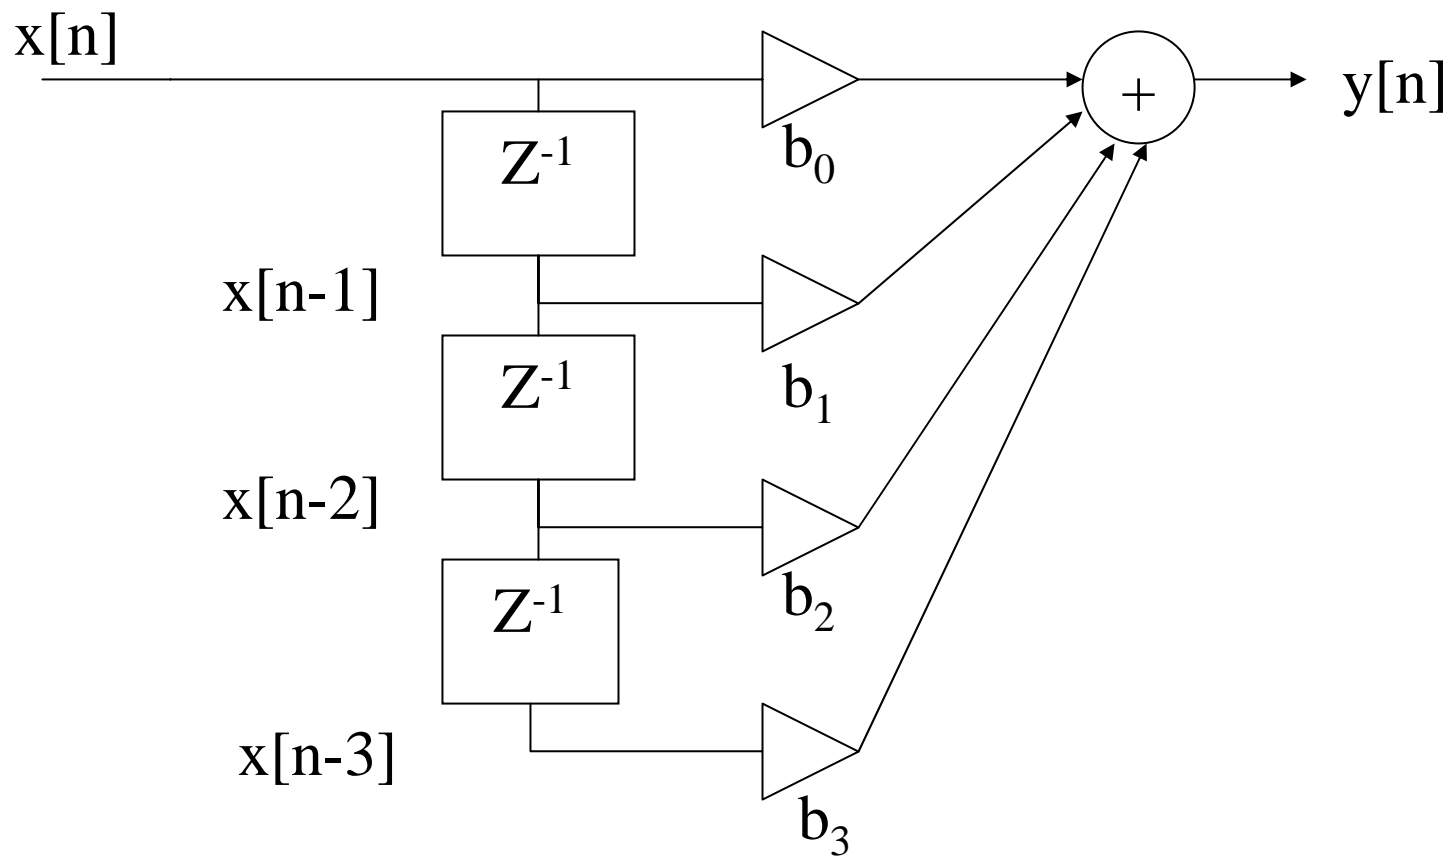 x[n]
+
y[n]
Z⁻¹
b₀
x[n-1]
Z⁻¹
b₁
x[n-2]
Z⁻¹
b₂
x[n-3]
b₃